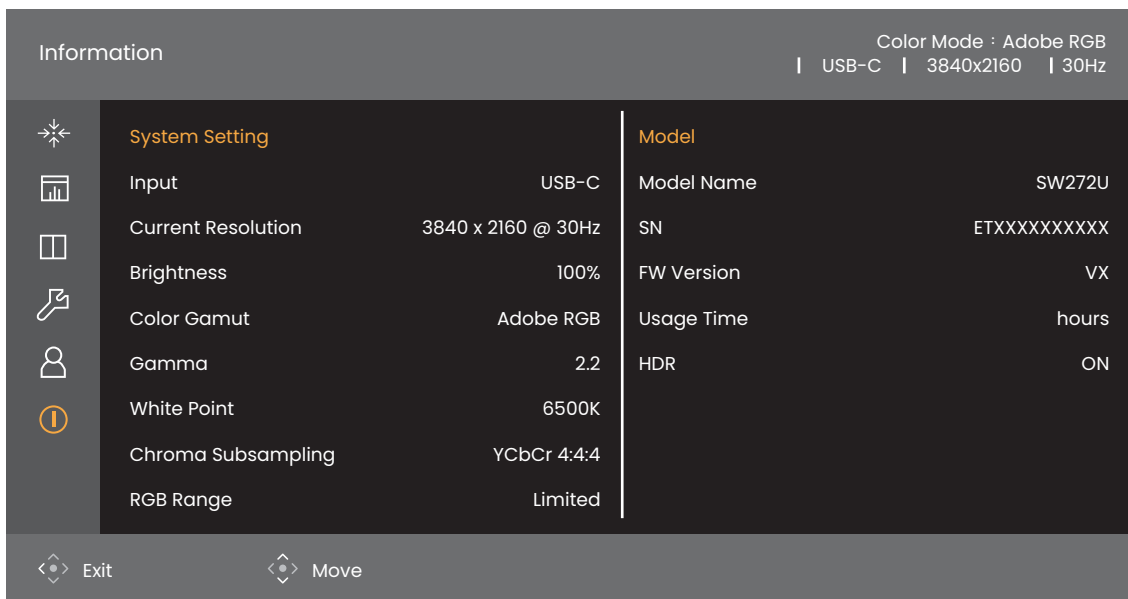 Information
Color Mode : Adobe RGB
USB-C | 3840x2160 | 30Hz
System Setting
Input USB-C
Current Resolution 3840 x 2160 @ 30Hz
Brightness 100%
Color Gamut Adobe RGB
Gamma 2.2
White Point 6500K
Chroma Subsampling YCbCr 4:4:4
RGB Range Limited
Model
Model Name SW272U
SN ETXXXXXXXXXX
FW Version VX
Usage Time hours
HDR ON
Exit Move